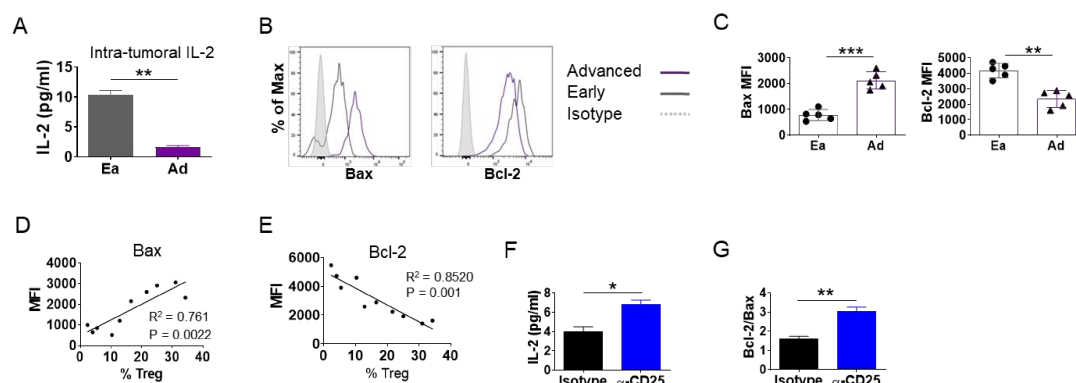 A
Intra-tumoral IL-2
**
IL-2 (pg/ml)
15
10
5
0
Ea Ad
B
% of Max
Bax
Bcl-2
Advanced
Early
Isotype
C
***
Bax MFI
3000
2000
1000
0
Ea Ad
**
Bcl-2 MFI
5000
4000
3000
2000
1000
0
Ea Ad
D
Bax
MFI
4000
3000
2000
1000
0
R² = 0.761
P = 0.0022
0 10 20 30 40
% Treg
E
Bcl-2
MFI
6000
4000
2000
0
R² = 0.8520
P = 0.001
0 10 20 30 40
% Treg
F
*
IL-2 (pg/ml)
8
6
4
2
0
Isotype α-CD25
G
**
Bcl-2/Bax
4
3
2
1
0
Isotype α-CD25